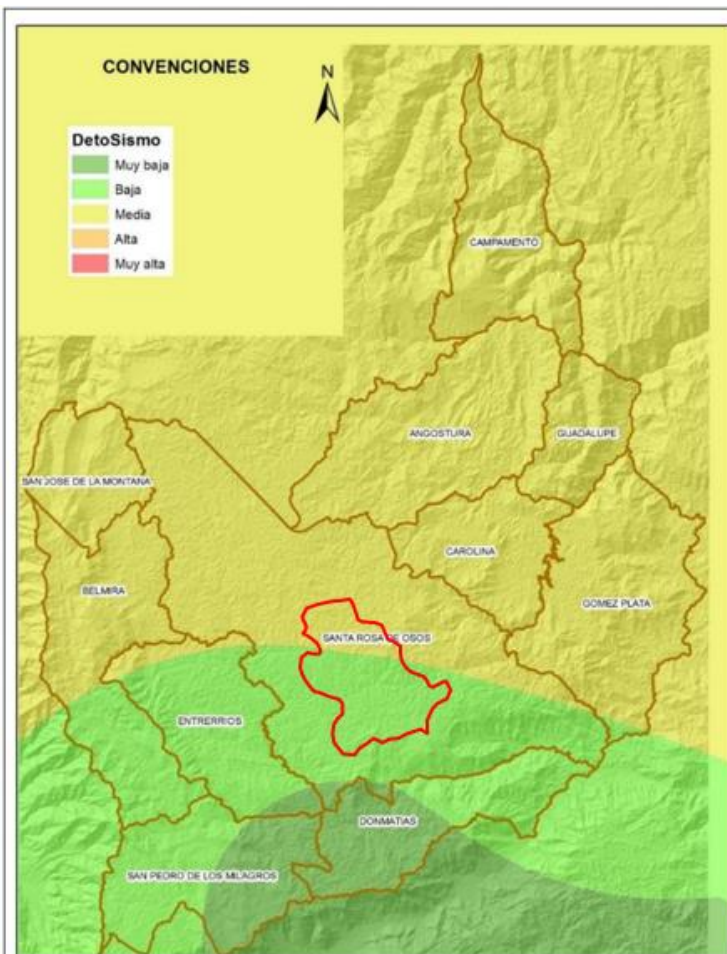 CONVENCIONES
N
DetoSismo
Muy baja
Baja
Media
Alta
Muy alta
CAMPAMENTO
ANGOSTURA
GUADALUPE
SAN JOSE DE LA MONTANA
CAROLINA
BELMIRA
GOMEZ PLATA
SANTA ROSA DE OSOS
ENTRERRIOS
DONMATIAS
SAN PEDRO DE LOS MILAGROS